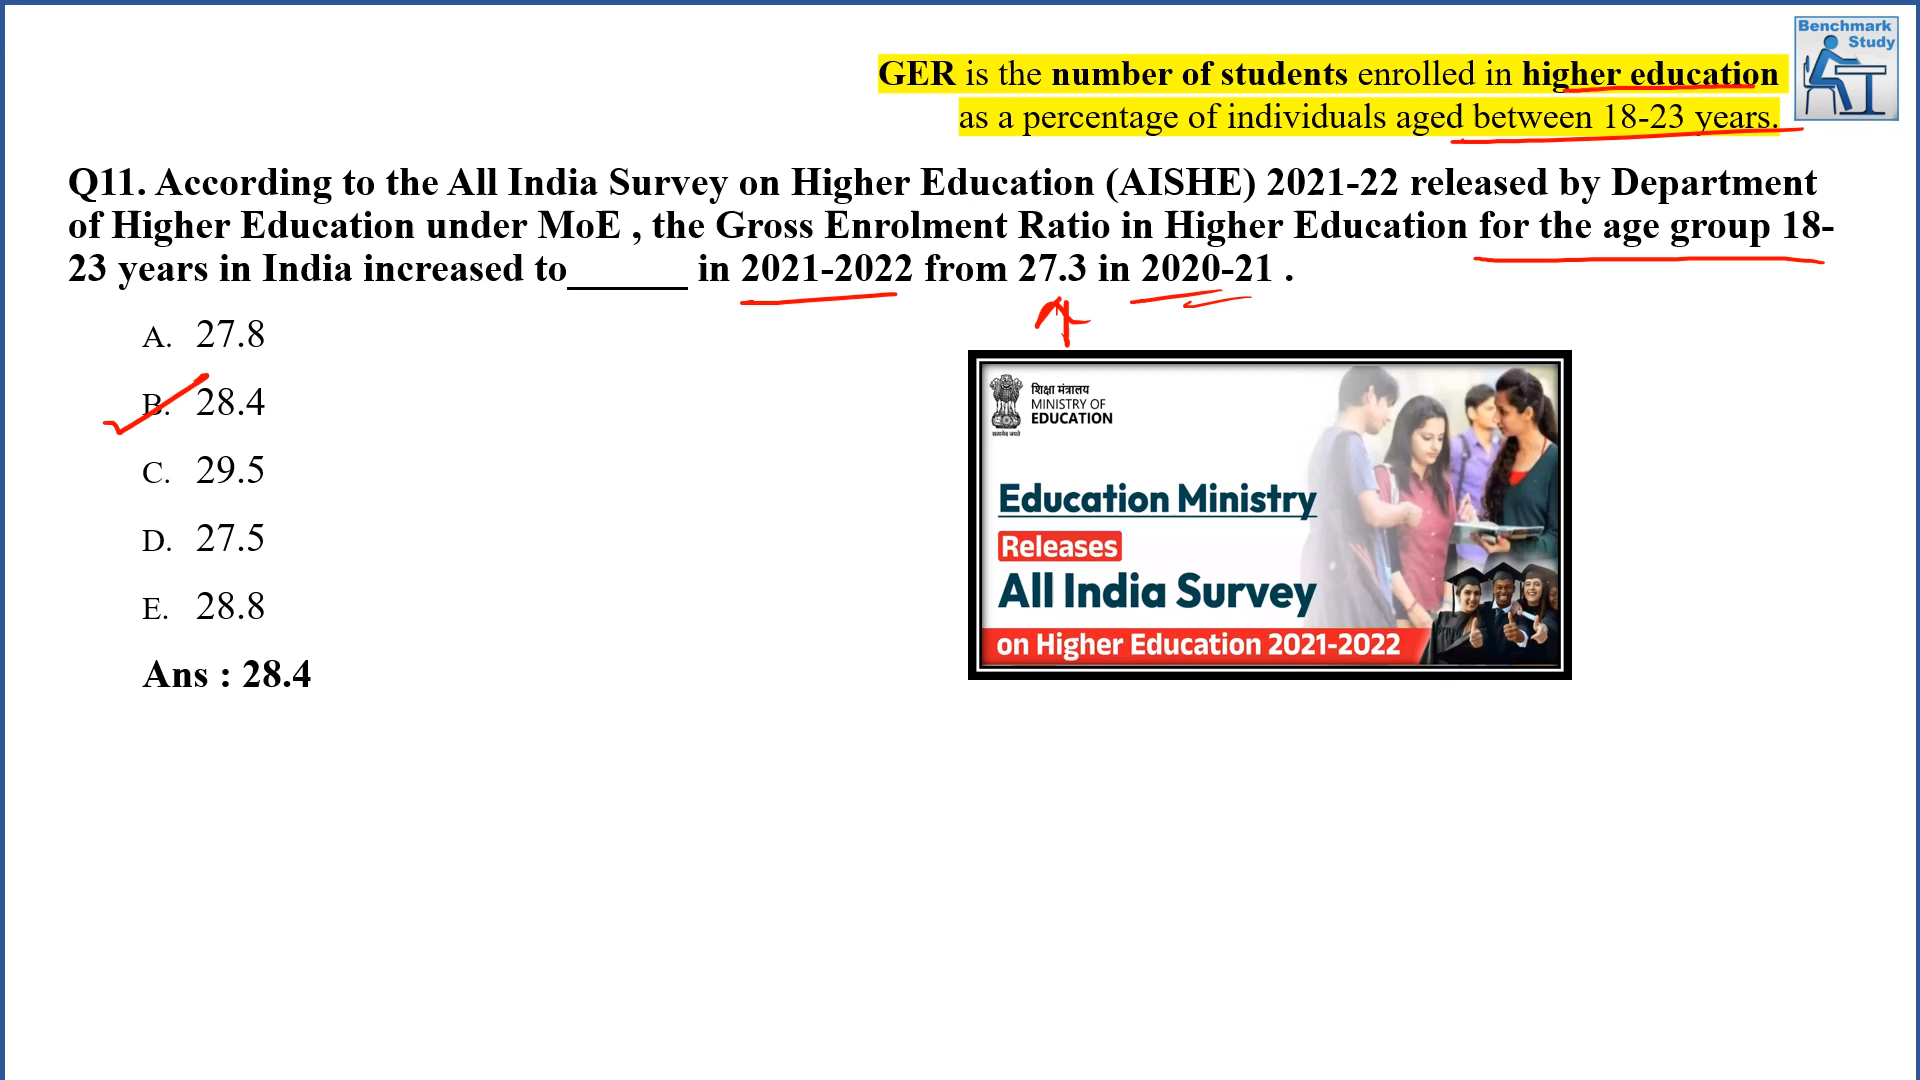 Benchmark
Study
GER is the number of students enrolled in higher education
as a percentage of individuals aged between 18-23 years.
Q11. According to the All India Survey on Higher Education (AISHE) 2021-22 released by Department
of Higher Education under MoE , the Gross Enrolment Ratio in Higher Education for the age group 18-
23 years in India increased to______ in 2021-2022 from 27.3 in 2020-21 .
A. 27.8
B. 28.4
C. 29.5
D. 27.5
E. 28.8
Ans : 28.4
शिक्षा मंत्रालय
MINISTRY OF
EDUCATION
सत्यमेव जयते
Education Ministry
Releases
All India Survey
on Higher Education 2021-2022